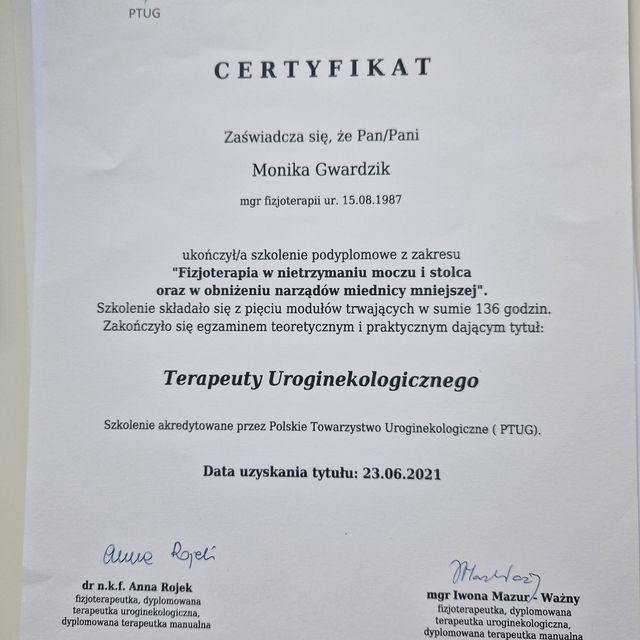 PTUG
CERTYFIKAT
Zaświadcza się, że Pan/Pani
Monika Gwardzik
mgr fizjoterapii ur. 15.08.1987
ukończył/a szkolenie podyplomowe z zakresu
"Fizjoterapia w nietrzymaniu moczu i stolca
oraz w obniżeniu narządów miednicy mniejszej".
Szkolenie składało się z pięciu modułów trwających w sumie 136 godzin.
Zakończyło się egzaminem teoretycznym i praktycznym dającym tytuł:
Terapeuty Uroginekologicznego
Szkolenie akredytowane przez Polskie Towarzystwo Uroginekologiczne ( PTUG).
Data uzyskania tytułu: 23.06.2021
Anna Rojek
dr n.k.f. Anna Rojek
fizjoterapeutka, dyplomowana
terapeutka uroginekologiczna,
dyplomowana terapeutka manualna
mgr Iwona Mazur - Ważny
fizjoterapeutka, dyplomowana
terapeutka uroginekologiczna,
dyplomowana terapeutka manualna